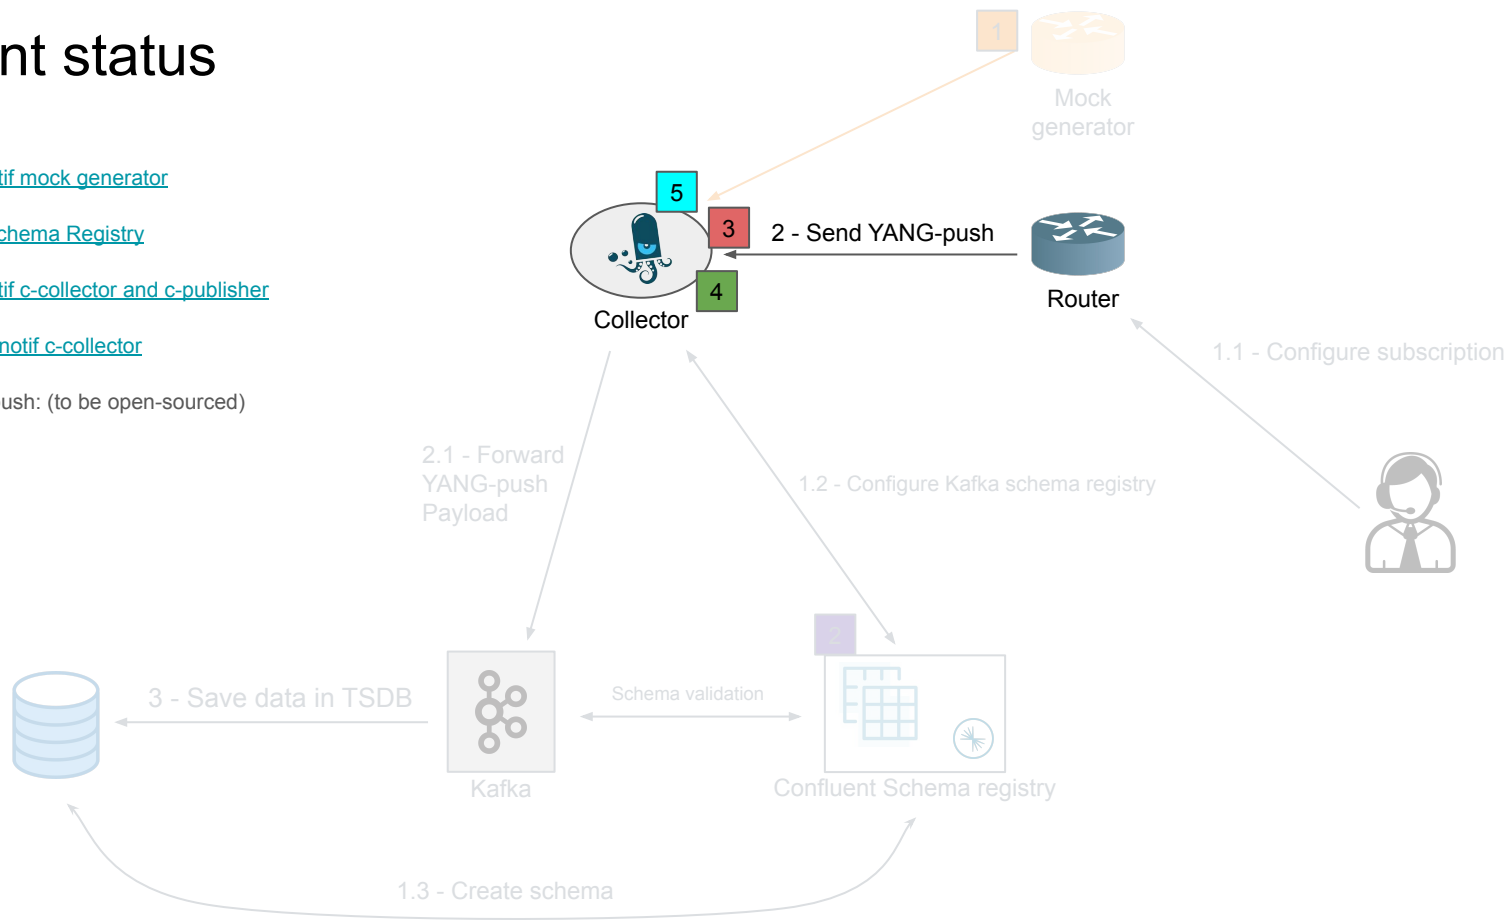 nt status
tif mock generator
chema Registry
tif c-collector and c-publisher
notif c-collector
ush: (to be open-sourced)
1
Mock
generator
5
3
2 - Send YANG-push
4
Collector
Router
1.1 - Configure subscription
2.1 - Forward
YANG-push
Payload
1.2 - Configure Kafka schema registry
2
3 - Save data in TSDB
Schema validation
Kafka
Confluent Schema registry
1.3 - Create schema